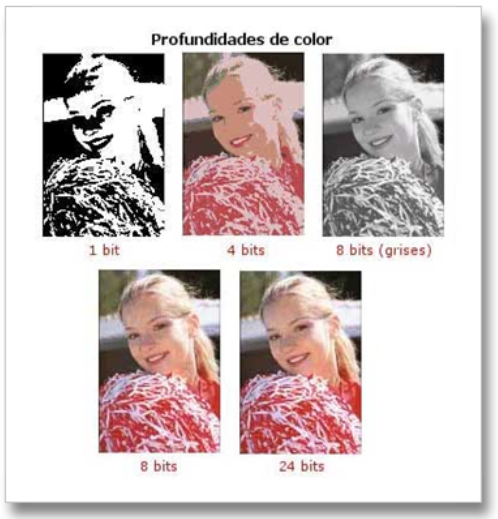 Profundidades de color
1 bit
4 bits
8 bits (grises)
8 bits
24 bits